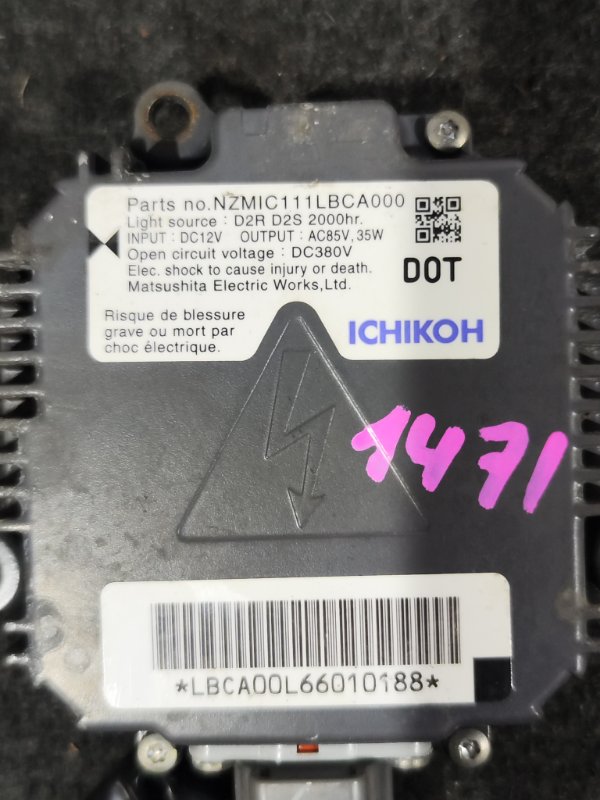 Parts no.NZMIC111LBCA000
Light source : D2R D2S 2000hr.
INPUT : DC12V OUTPUT : AC85V, 35W
Open circuit voltage : DC380V
Elec. shock to cause injury or death.
Matsushita Electric Works,Ltd.
DOT
Risque de blessure
grave ou mort par
choc électrique.
ICHIKOH
1471
*LBCA00L66010188*